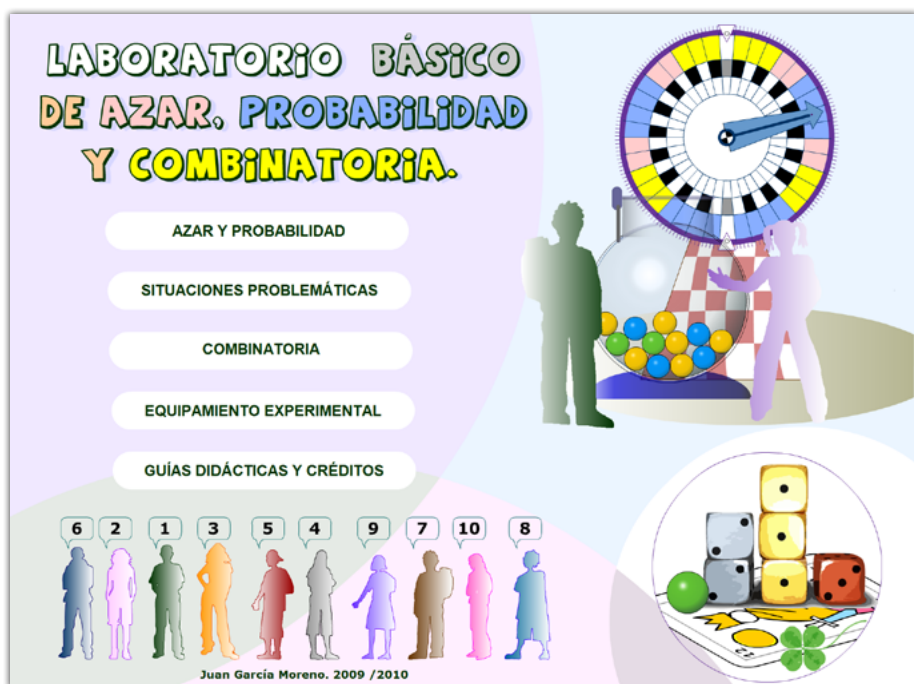 LABORATORIO BÁSICO
DE AZAR, PROBABILIDAD
Y COMBINATORIA.
AZAR Y PROBABILIDAD
SITUACIONES PROBLEMÁTICAS
COMBINATORIA
EQUIPAMIENTO EXPERIMENTAL
GUÍAS DIDÁCTICAS Y CRÉDITOS
6 2 1 3 5 4 9 7 10 8
Juan García Moreno. 2009 /2010